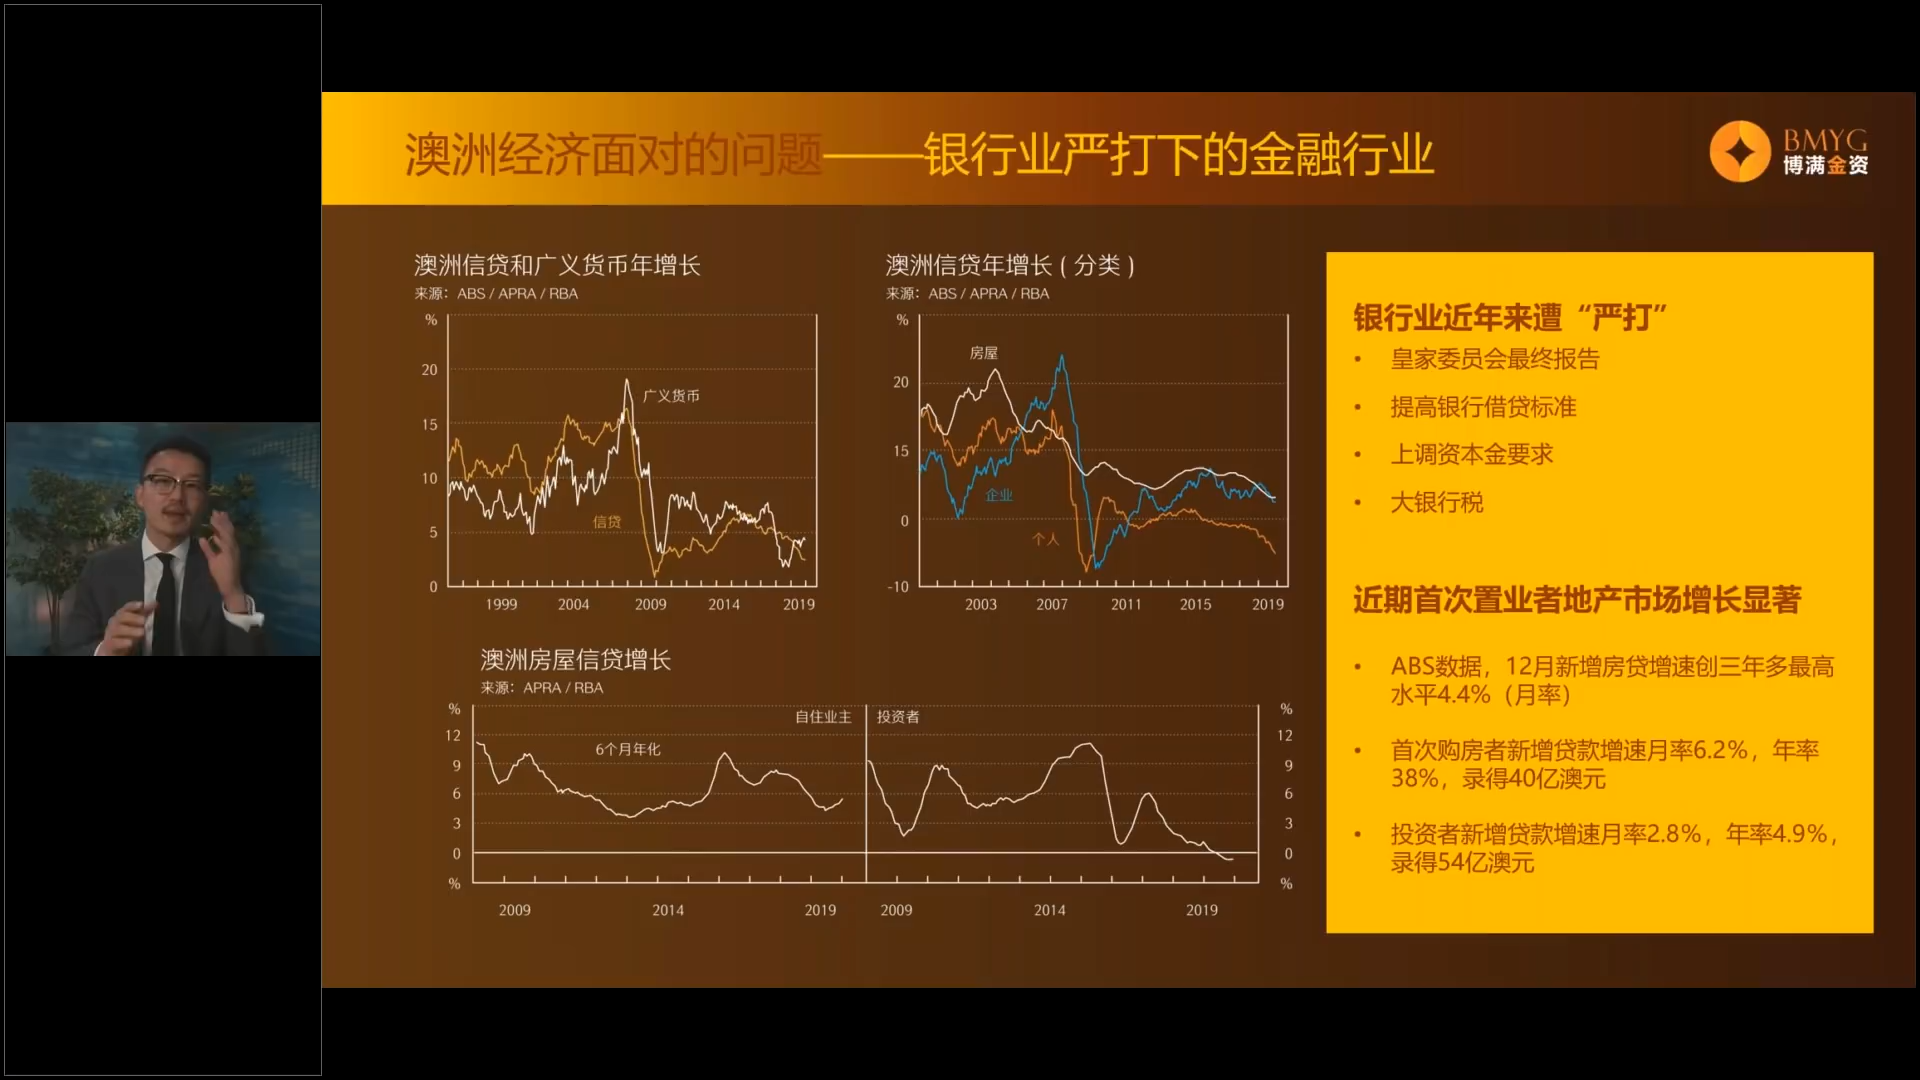 澳洲经济面对的问题——银行业严打下的金融行业
BMYG
博满金资
澳洲信贷和广义货币年增长
来源：ABS / APRA / RBA
%
20
15
10
5
0
广义货币
信贷
1999 2004 2009 2014 2019
澳洲信贷年增长 ( 分类 )
来源：ABS / APRA / RBA
%
20
15
0
-10
房屋
企业
个人
2003 2007 2011 2015 2019
澳洲房屋信贷增长
来源：APRA / RBA
% %
自住业主 投资者
12 12
6个月年化
9 9
6 6
3 3
0 0
% %
2009 2014 2019 2009 2014 2019
银行业近年来遭“严打”
• 皇家委员会最终报告
• 提高银行借贷标准
• 上调资本金要求
• 大银行税
近期首次置业者地产市场增长显著
• ABS数据，12月新增房贷增速创三年多最高
水平4.4%（月率）
• 首次购房者新增贷款增速月率6.2%，年率
38%，录得40亿澳元
• 投资者新增贷款增速月率2.8%，年率4.9%，
录得54亿澳元